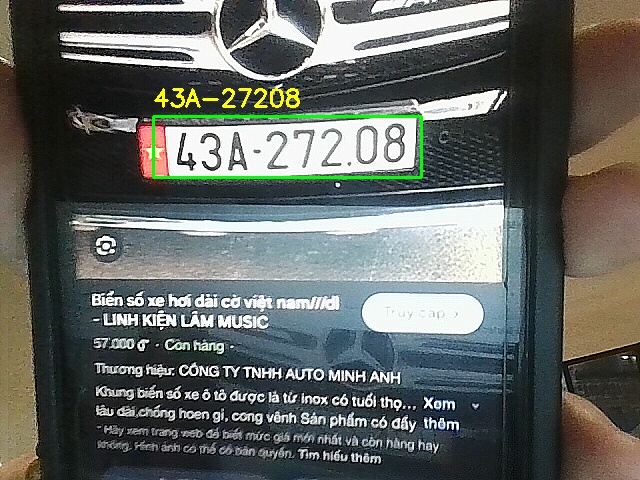 43A-27208
43A-272.08
Biển số xe hơi dài cờ việt nam///dl
- LINH KIỆN LÂM MUSIC
Truy cập ›
57.000 ₫ · Còn hàng ·
Thương hiệu: CÔNG TY TNHH AUTO MINH ANH
Khung biển số xe ô tô được là từ inox có tuổi thọ... Xem
lâu dài,chống hoen gỉ, cong vênh Sản phẩm có đấy thêm
* Hãy xem trang web để biết mức giá mới nhất và còn hàng hay
không. Hình ảnh có thể có bản quyền. Tìm hiểu thêm